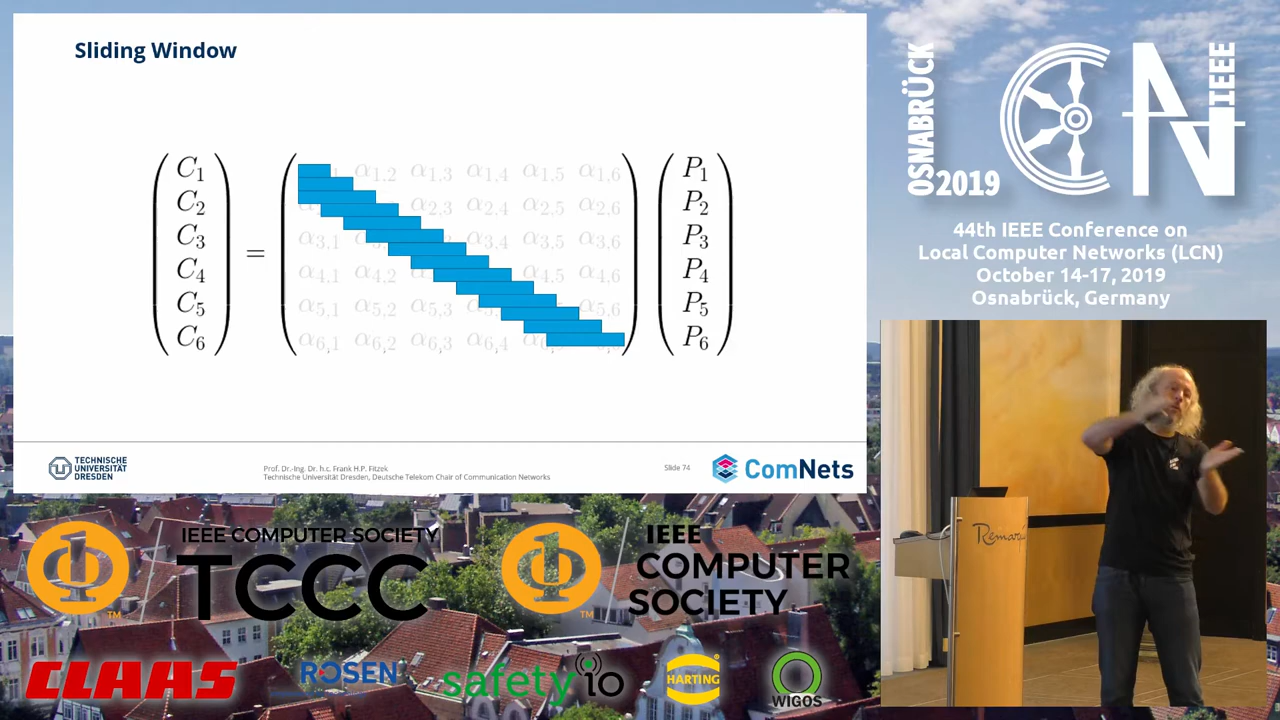 Sliding Window
C1
C2
C3
C4
C5
C6
=
α1,2 α1,3 α1,4 α1,5 α1,6
α2,3 α2,4 α2,5 α2,6
α3,1 α3,4 α3,5 α3,6
α4,1 α4,2 α4,5 α4,6
α5,1 α5,2 α5,3 α5,6
α6,1 α6,2 α6,3 α6,4
P1
P2
P3
P4
P5
P6
TECHNISCHE
UNIVERSITÄT
DRESDEN
Prof. Dr.-Ing. Dr. h.c. Frank H.P. Fitzek
Technische Universität Dresden, Deutsche Telekom Chair of Communication Networks
Slide 74
ComNets
OSNABRÜCK
2019
CN
IEEE
44th IEEE Conference on
Local Computer Networks (LCN)
October 14-17, 2019
Osnabrück, Germany
IEEE COMPUTER SOCIETY
TCCC
TM
IEEE
COMPUTER
SOCIETY
TM
CLAAS
ROSEN
safety io
HARTING
WIGOS